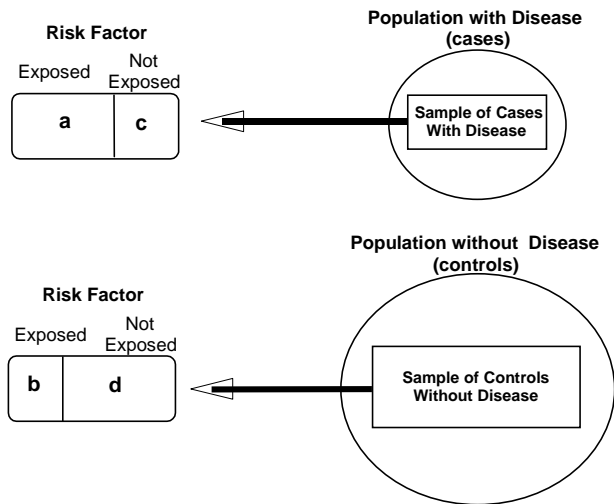 Population with Disease
(cases)
Risk Factor
Exposed
Not
Exposed
a
c
Sample of Cases
With Disease
Population without Disease
(controls)
Risk Factor
Exposed
Not
Exposed
b
d
Sample of Controls
Without Disease